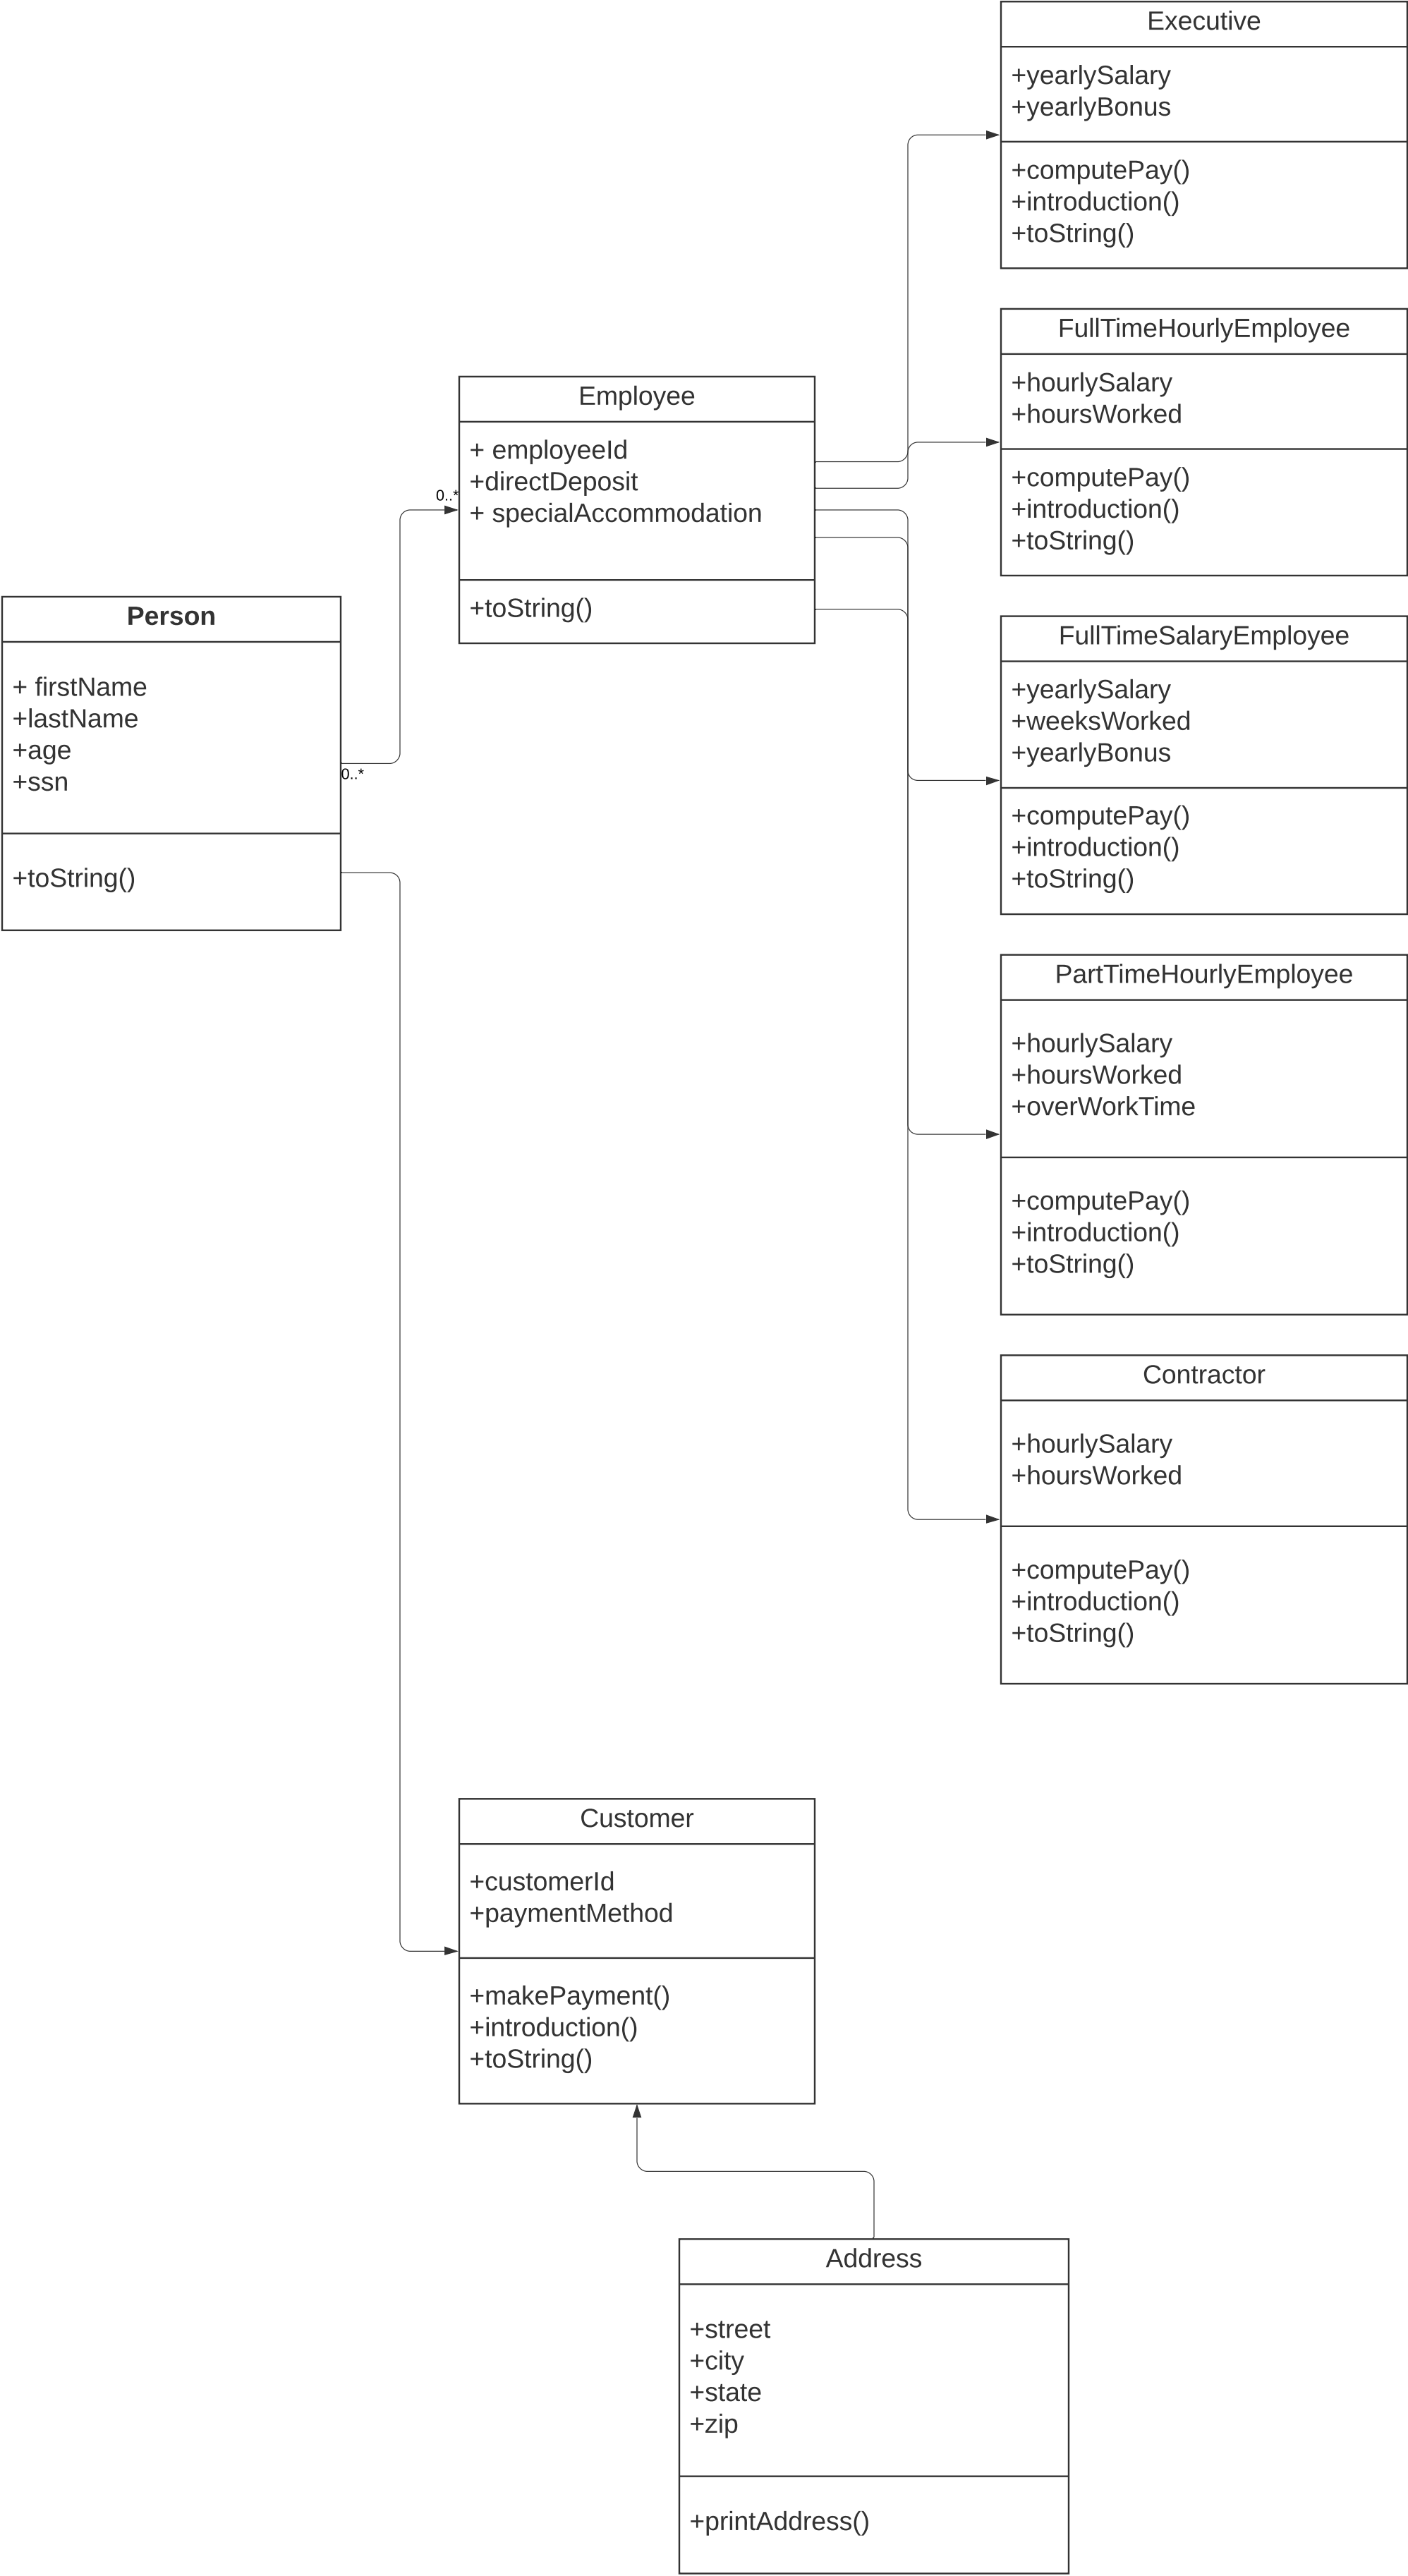 Executive
+yearlySalary
+yearlyBonus
+computePay()
+introduction()
+toString()
FullTimeHourlyEmployee
+hourlySalary
+hoursWorked
+computePay()
+introduction()
+toString()
Employee
+ employeeId
+directDeposit
+ specialAccommodation
+toString()
0..*
Person
+ firstName
+lastName
+age
+ssn
+toString()
0..*
FullTimeSalaryEmployee
+yearlySalary
+weeksWorked
+yearlyBonus
+computePay()
+introduction()
+toString()
PartTimeHourlyEmployee
+hourlySalary
+hoursWorked
+overWorkTime
+computePay()
+introduction()
+toString()
Contractor
+hourlySalary
+hoursWorked
+computePay()
+introduction()
+toString()
Customer
+customerId
+paymentMethod
+makePayment()
+introduction()
+toString()
Address
+street
+city
+state
+zip
+printAddress()